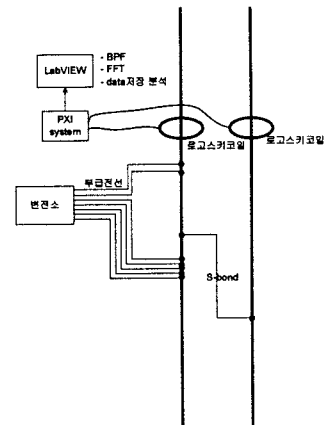 LabVIEW
- BPF
- FFT
- data저장 분석
PXI
system
로고스키코일
로고스키코일
부급전선
변전소
S-bond